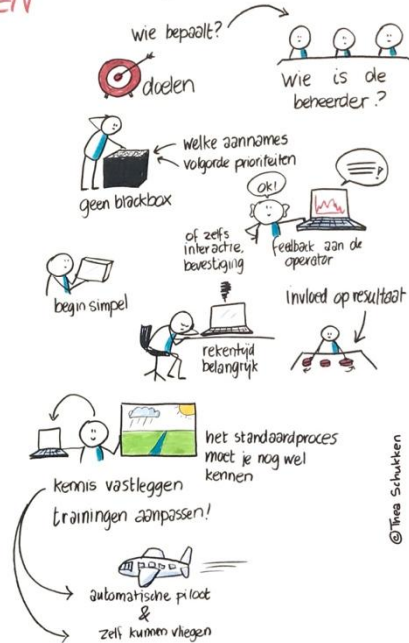 EN
wie bepaalt?
doelen
wie is de
beheerder?
welke aannames
volgorde prioriteiten
geen blackbox
Ok!
feedback aan de
operator
of zelfs
interactie,
bevestiging
begin simpel
rekentijd
belangrijk
invloed op resultaat
het standaardproces
moet je nog wel
kennen
kennis vastleggen
trainingen aanpassen!
automatische piloot
&
zelf kunnen vliegen
©Thea Schukken